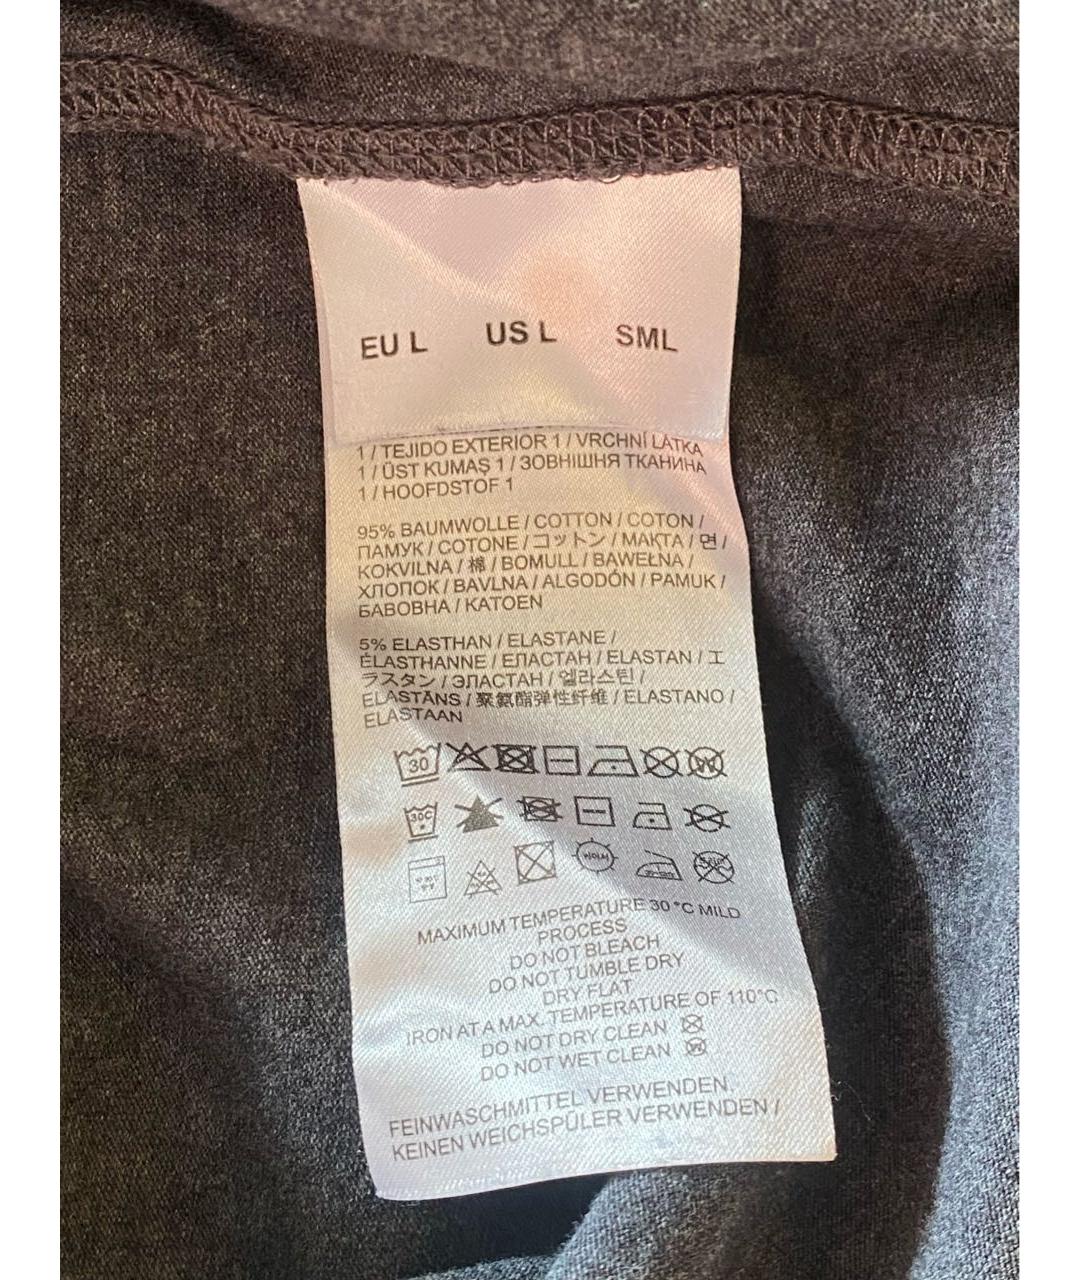 EU L US L SML
1 / TEJIDO EXTERIOR 1 / VRCHNÍ LÁTKA
1 / ÜST KUMAŞ 1 / ЗОВНІШНЯ ТКАНИНА
1 / HOOFDSTOF 1
95% BAUMWOLLE / COTTON / COTON /
ПАМУК / COTONE / コットン / МАҚТА / 면 /
KOKVILNA / 棉 / BOMULL / BAWEŁNA /
ХЛОПОК / BAVLNA / ALGODÓN / PAMUK /
БАВОВНА / KATOEN
5% ELASTHAN / ELASTANE /
ÉLASTHANNE / ЕЛАСТАН / ELASTAN / エ
ラスタン / ЭЛАСТАН / 엘라스틴 /
ELASTĀNS / 聚氨酯弹性纤维 / ELASTANO /
ELASTAAN
30 W
30C
MAXIMUM TEMPERATURE 30 °C MILD
PROCESS
DO NOT BLEACH
DO NOT TUMBLE DRY
DRY FLAT
IRON AT A MAX. TEMPERATURE OF 110°C
DO NOT DRY CLEAN
DO NOT WET CLEAN W
FEINWASCHMITTEL VERWENDEN.
KEINEN WEICHSPÜLER VERWENDEN /